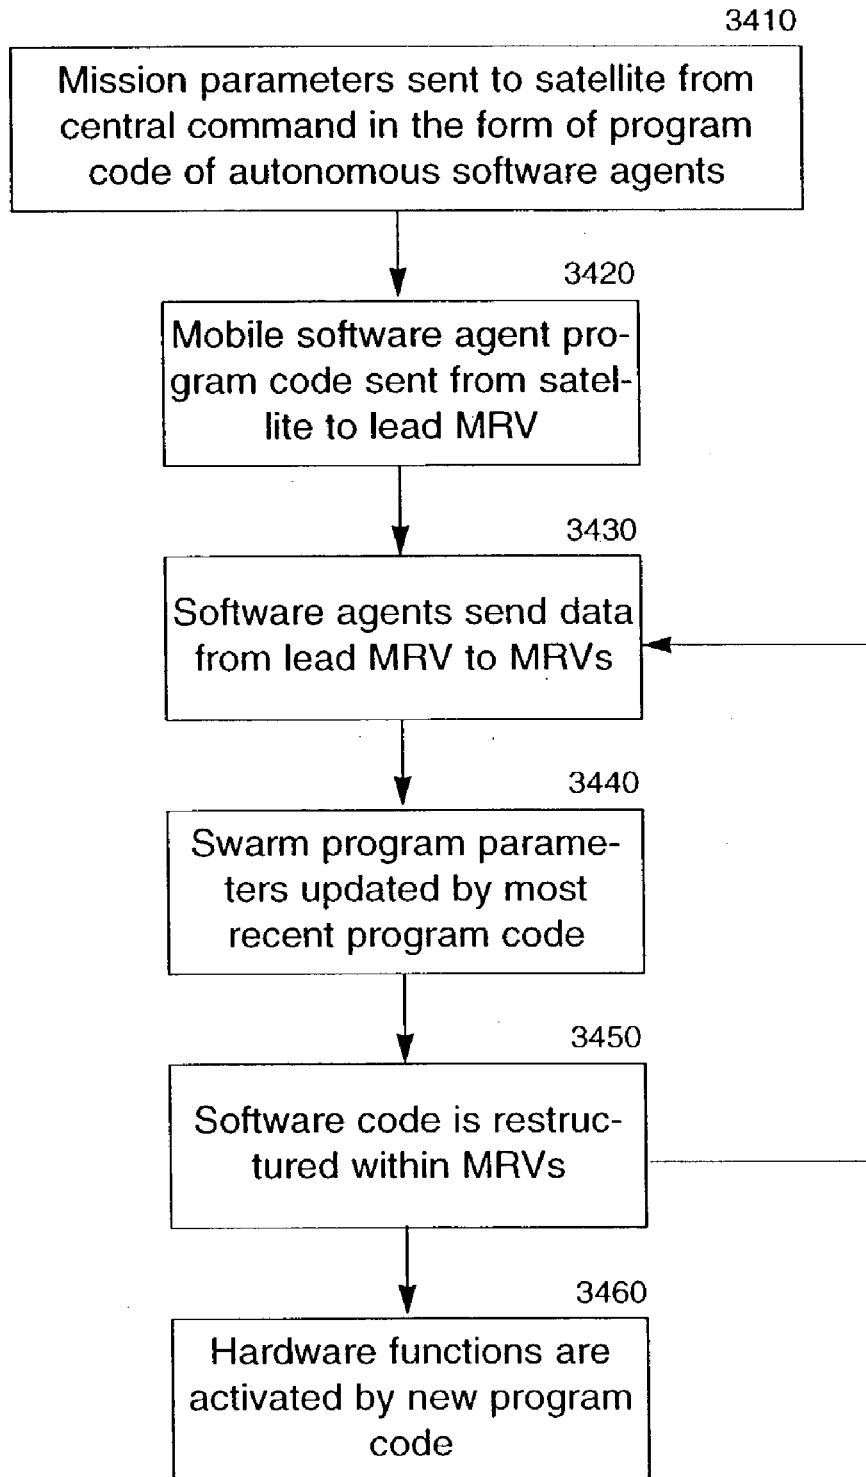 3410
Mission parameters sent to satellite from
central command in the form of program
code of autonomous software agents
3420
Mobile software agent pro-
gram code sent from satel-
lite to lead MRV
3430
Software agents send data
from lead MRV to MRVs
3440
Swarm program parame-
ters updated by most
recent program code
3450
Software code is restruc-
tured within MRVs
3460
Hardware functions are
activated by new program
code